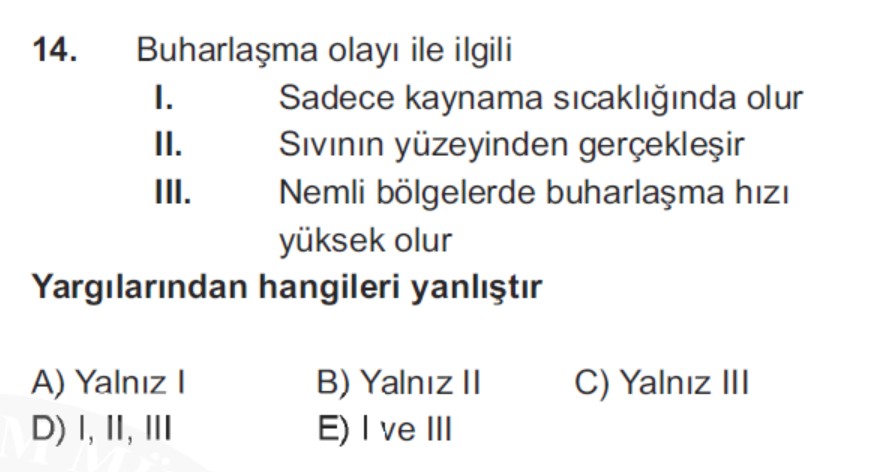 14. Buharlaşma olayı ile ilgili
I. Sadece kaynama sıcaklığında olur
II. Sıvının yüzeyinden gerçekleşir
III. Nemli bölgelerde buharlaşma hızı
yüksek olur
Yargılarından hangileri yanlıştır
A) Yalnız I B) Yalnız II C) Yalnız III
D) I, II, III E) I ve III